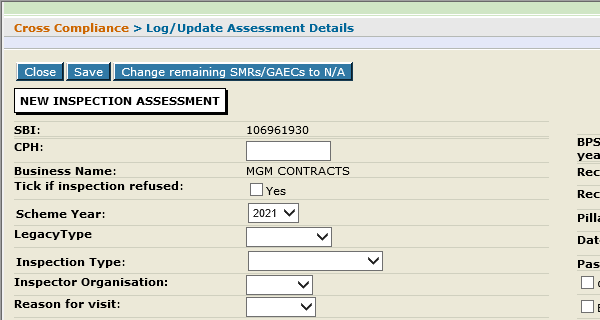 Cross Compliance > Log/Update Assessment Details
Close Save Change remaining SMRs/GAECs to N/A
NEW INSPECTION ASSESSMENT
SBI: 106961930
CPH:
BPS
Business Name: MGM CONTRACTS
Rec
Tick if inspection refused: Yes
Rec
Scheme Year: 2021
Pilla
LegacyType
Dat
Inspection Type:
Pas
Inspector Organisation:
Reason for visit: